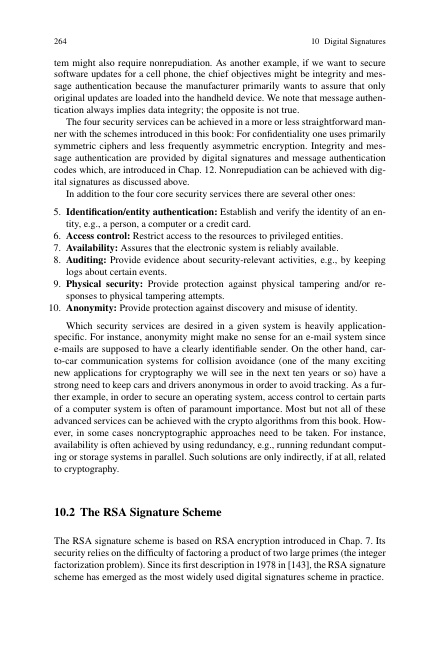 264 10 Digital Signatures
tem might also require nonrepudiation. As another example, if we want to secure
software updates for a cell phone, the chief objectives might be integrity and mes-
sage authentication because the manufacturer primarily wants to assure that only
original updates are loaded into the handheld device. We note that message authen-
tication always implies data integrity; the opposite is not true.
The four security services can be achieved in a more or less straightforward man-
ner with the schemes introduced in this book: For confidentiality one uses primarily
symmetric ciphers and less frequently asymmetric encryption. Integrity and mes-
sage authentication are provided by digital signatures and message authentication
codes which, are introduced in Chap. 12. Nonrepudiation can be achieved with dig-
ital signatures as discussed above.
In addition to the four core security services there are several other ones:
5. Identification/entity authentication: Establish and verify the identity of an en-
tity, e.g., a person, a computer or a credit card.
6. Access control: Restrict access to the resources to privileged entities.
7. Availability: Assures that the electronic system is reliably available.
8. Auditing: Provide evidence about security-relevant activities, e.g., by keeping
logs about certain events.
9. Physical security: Provide protection against physical tampering and/or re-
sponses to physical tampering attempts.
10. Anonymity: Provide protection against discovery and misuse of identity.
Which security services are desired in a given system is heavily application-
specific. For instance, anonymity might make no sense for an e-mail system since
e-mails are supposed to have a clearly identifiable sender. On the other hand, car-
to-car communication systems for collision avoidance (one of the many exciting
new applications for cryptography we will see in the next ten years or so) have a
strong need to keep cars and drivers anonymous in order to avoid tracking. As a fur-
ther example, in order to secure an operating system, access control to certain parts
of a computer system is often of paramount importance. Most but not all of these
advanced services can be achieved with the crypto algorithms from this book. How-
ever, in some cases noncryptographic approaches need to be taken. For instance,
availability is often achieved by using redundancy, e.g., running redundant comput-
ing or storage systems in parallel. Such solutions are only indirectly, if at all, related
to cryptography.
10.2 The RSA Signature Scheme
The RSA signature scheme is based on RSA encryption introduced in Chap. 7. Its
security relies on the difficulty of factoring a product of two large primes (the integer
factorization problem). Since its first description in 1978 in [143], the RSA signature
scheme has emerged as the most widely used digital signatures scheme in practice.